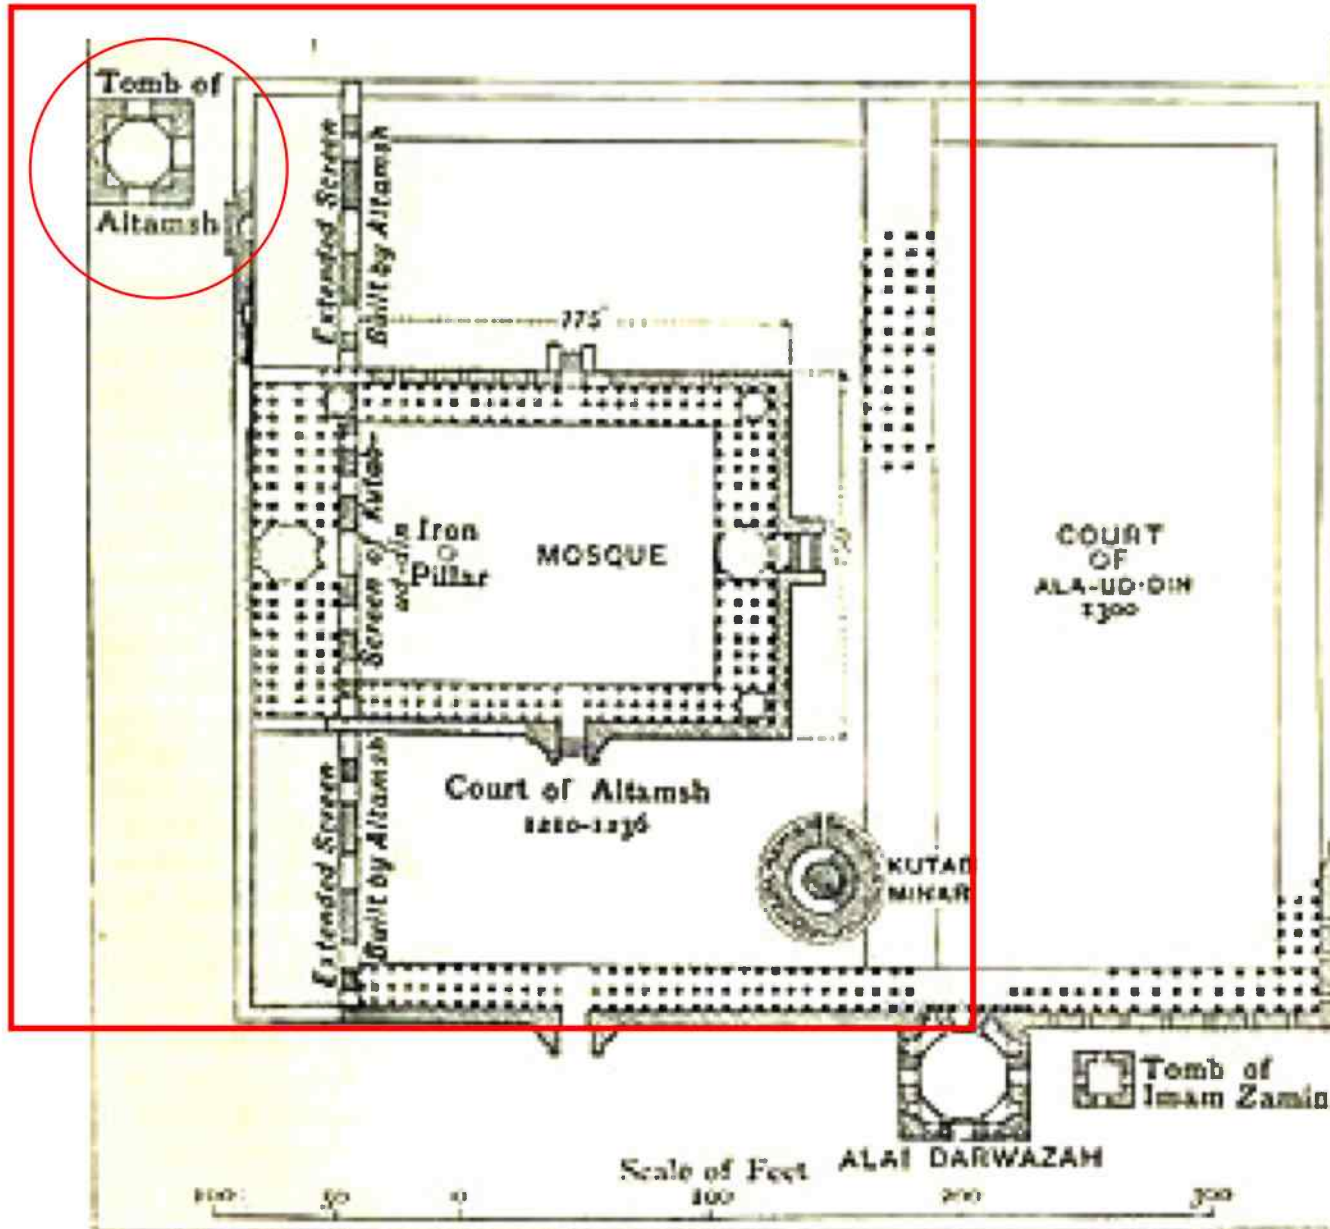 Tomb of
Altamsh
Extended Screen
Built by Altamsh
Screen of Kutab-
ud-din
Iron
Pillar
MOSQUE
COURT
OF
ALA-UD-DIN
1300
Extended Screen
Built by Altamsh
Court of Altamsh
1210-1236
KUTAB
MINAR
Tomb of
Imam Zamin
ALAI DARWAZAH
Scale of Feet
100 50 0 100 200 300